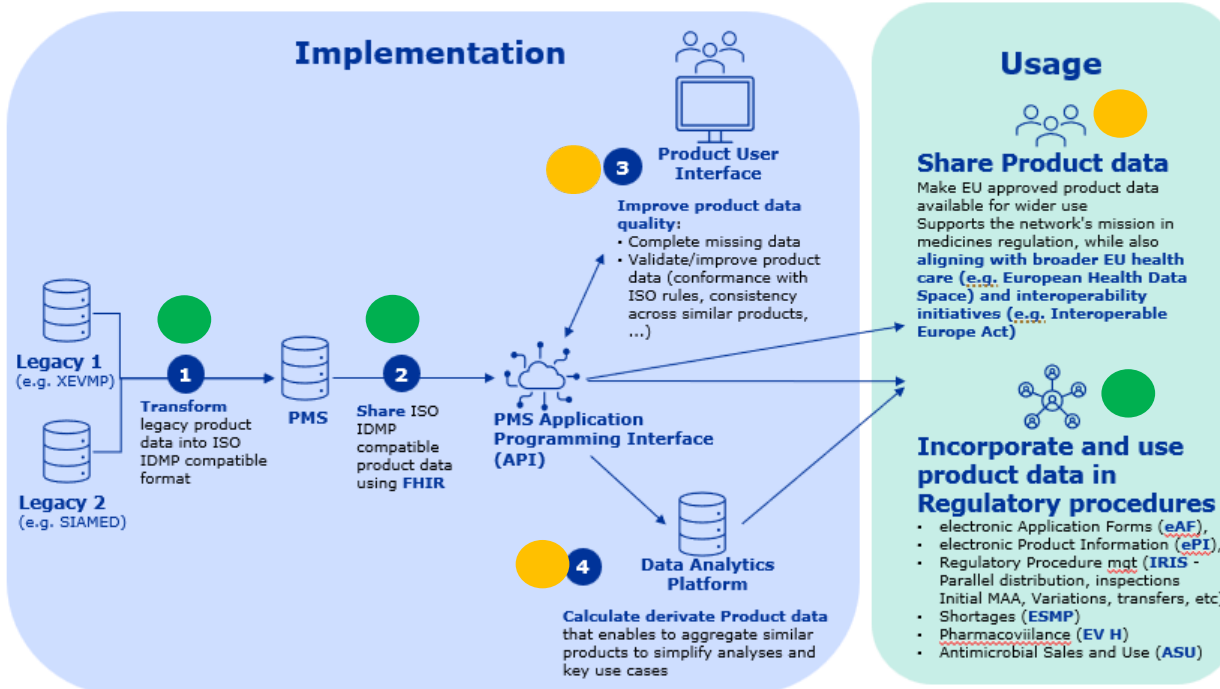 Implementation
Product User
Interface
3
Improve product data
quality:
• Complete missing data
• Validate/improve product
data (conformance with
ISO rules, consistency
across similar products,
...)
Legacy 1
(e.g. XEVMP)
Legacy 2
(e.g. SIAMED)
1
Transform
legacy product
data into ISO
IDMP compatible
format
PMS
2
Share ISO
IDMP
compatible
product data
using FHIR
PMS Application
Programming Interface
(API)
4
Data Analytics
Platform
Calculate derivate Product data
that enables to aggregate similar
products to simplify analyses and
key use cases
Usage
Share Product data
Make EU approved product data
available for wider use
Supports the network's mission in
medicines regulation, while also
aligning with broader EU health
care (e.g. European Health Data
Space) and interoperability
initiatives (e.g. Interoperable
Europe Act)
Incorporate and use
product data in
Regulatory procedures
• electronic Application Forms (eAF),
• electronic Product Information (ePI),
• Regulatory Procedure mgt (IRIS -
Parallel distribution, inspections
Initial MAA, Variations, transfers, etc)
• Shortages (ESMP)
• Pharmacoviilance (EV H)
• Antimicrobial Sales and Use (ASU)